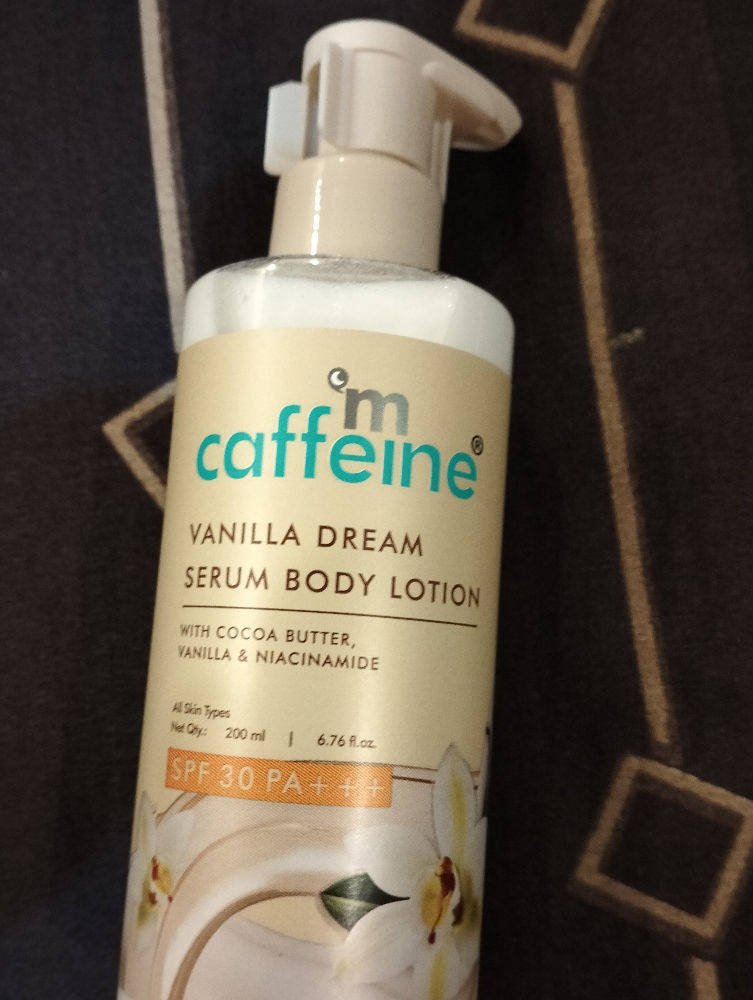 'm
caffeine®
VANILLA DREAM
SERUM BODY LOTION
WITH COCOA BUTTER,
VANILLA & NIACINAMIDE
All Skin Types
Net Qty.: 200 ml | 6.76 fl.oz.
SPF 30 PA+++